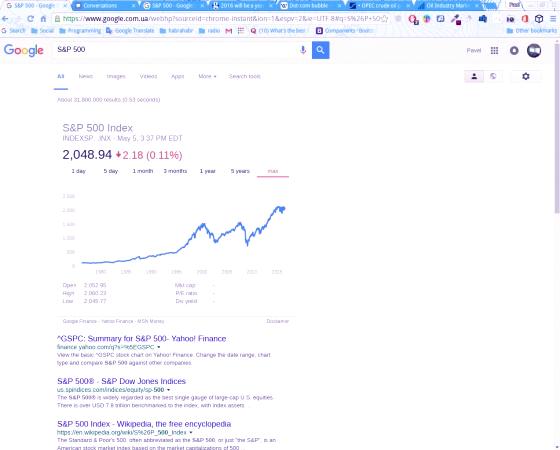 S&P 500 - Google
Conversations
S&P 500 - Google
2016 will be a yo
Dot-com bubble
OPEC crude oil p
Oil Industry Mark
Pavel
https://www.google.com.ua/webhp?sourceid=chrome-instant&ion=1&espv=2&ie=UTF-8#q=S%26P+50
Search Social Programming Google Translate habrahabr radio (10) What's the best Components · Boots Other bookmarks
Google S&P 500 Pavel
All News Images Videos Apps More Search tools
About 31,800,000 results (0.53 seconds)
S&P 500 Index
INDEXSP: .INX - May 5, 3:37 PM EDT
2,048.94 2.18 (0.11%)
1 day 5 day 1 month 3 months 1 year 5 years max
2,500
2,000
1,500
1,000
500
0
1980 1985 1990 1995 2000 2005 2010 2015
Open 2,052.95 Mkt cap -
High 2,060.23 P/E ratio -
Low 2,045.77 Div yield -
Google Finance - Yahoo Finance - MSN Money Disclaimer
^GSPC: Summary for S&P 500- Yahoo! Finance
finance.yahoo.com/q?s=%5EGSPC
View the basic ^GSPC stock chart on Yahoo! Finance. Change the date range, chart
type and compare S&P 500 against other companies.
S&P 500® - S&P Dow Jones Indices
us.spindices.com/indices/equity/sp-500
The S&P 500® is widely regarded as the best single gauge of large-cap U.S. equities.
There is over USD 7.8 trillion benchmarked to the index, with index assets
S&P 500 Index - Wikipedia, the free encyclopedia
https://en.wikipedia.org/wiki/S%26P_500_Index
The Standard & Poor's 500, often abbreviated as the S&P 500, or just "the S&P", is an
American stock market index based on the market capitalizations of 500